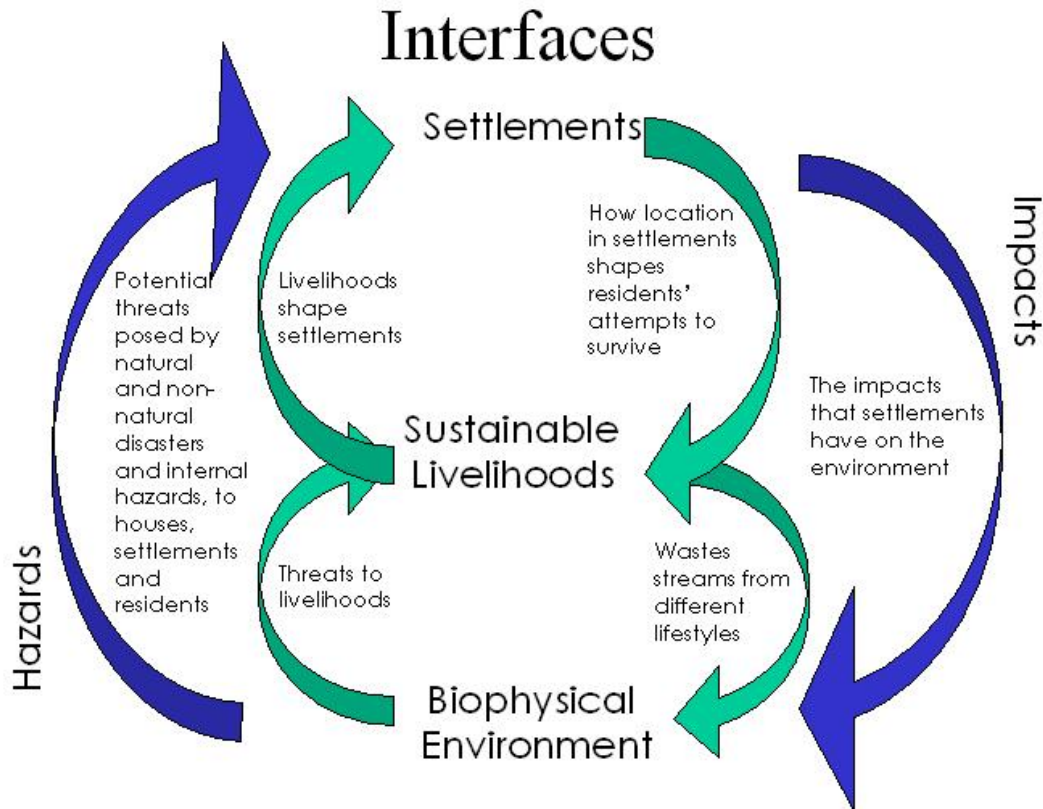 Interfaces
Settlements
How location
in settlements
shapes
residents’
attempts to
survive
Impacts
Livelihoods
shape
settlements
Potential
threats
posed by
natural
and non-
natural
disasters
and internal
hazards, to
houses,
settlements
and
residents
The impacts
that settlements
have on the
environment
Sustainable
Livelihoods
Hazards
Threats to
livelihoods
Wastes
streams from
different
lifestyles
Biophysical
Environment